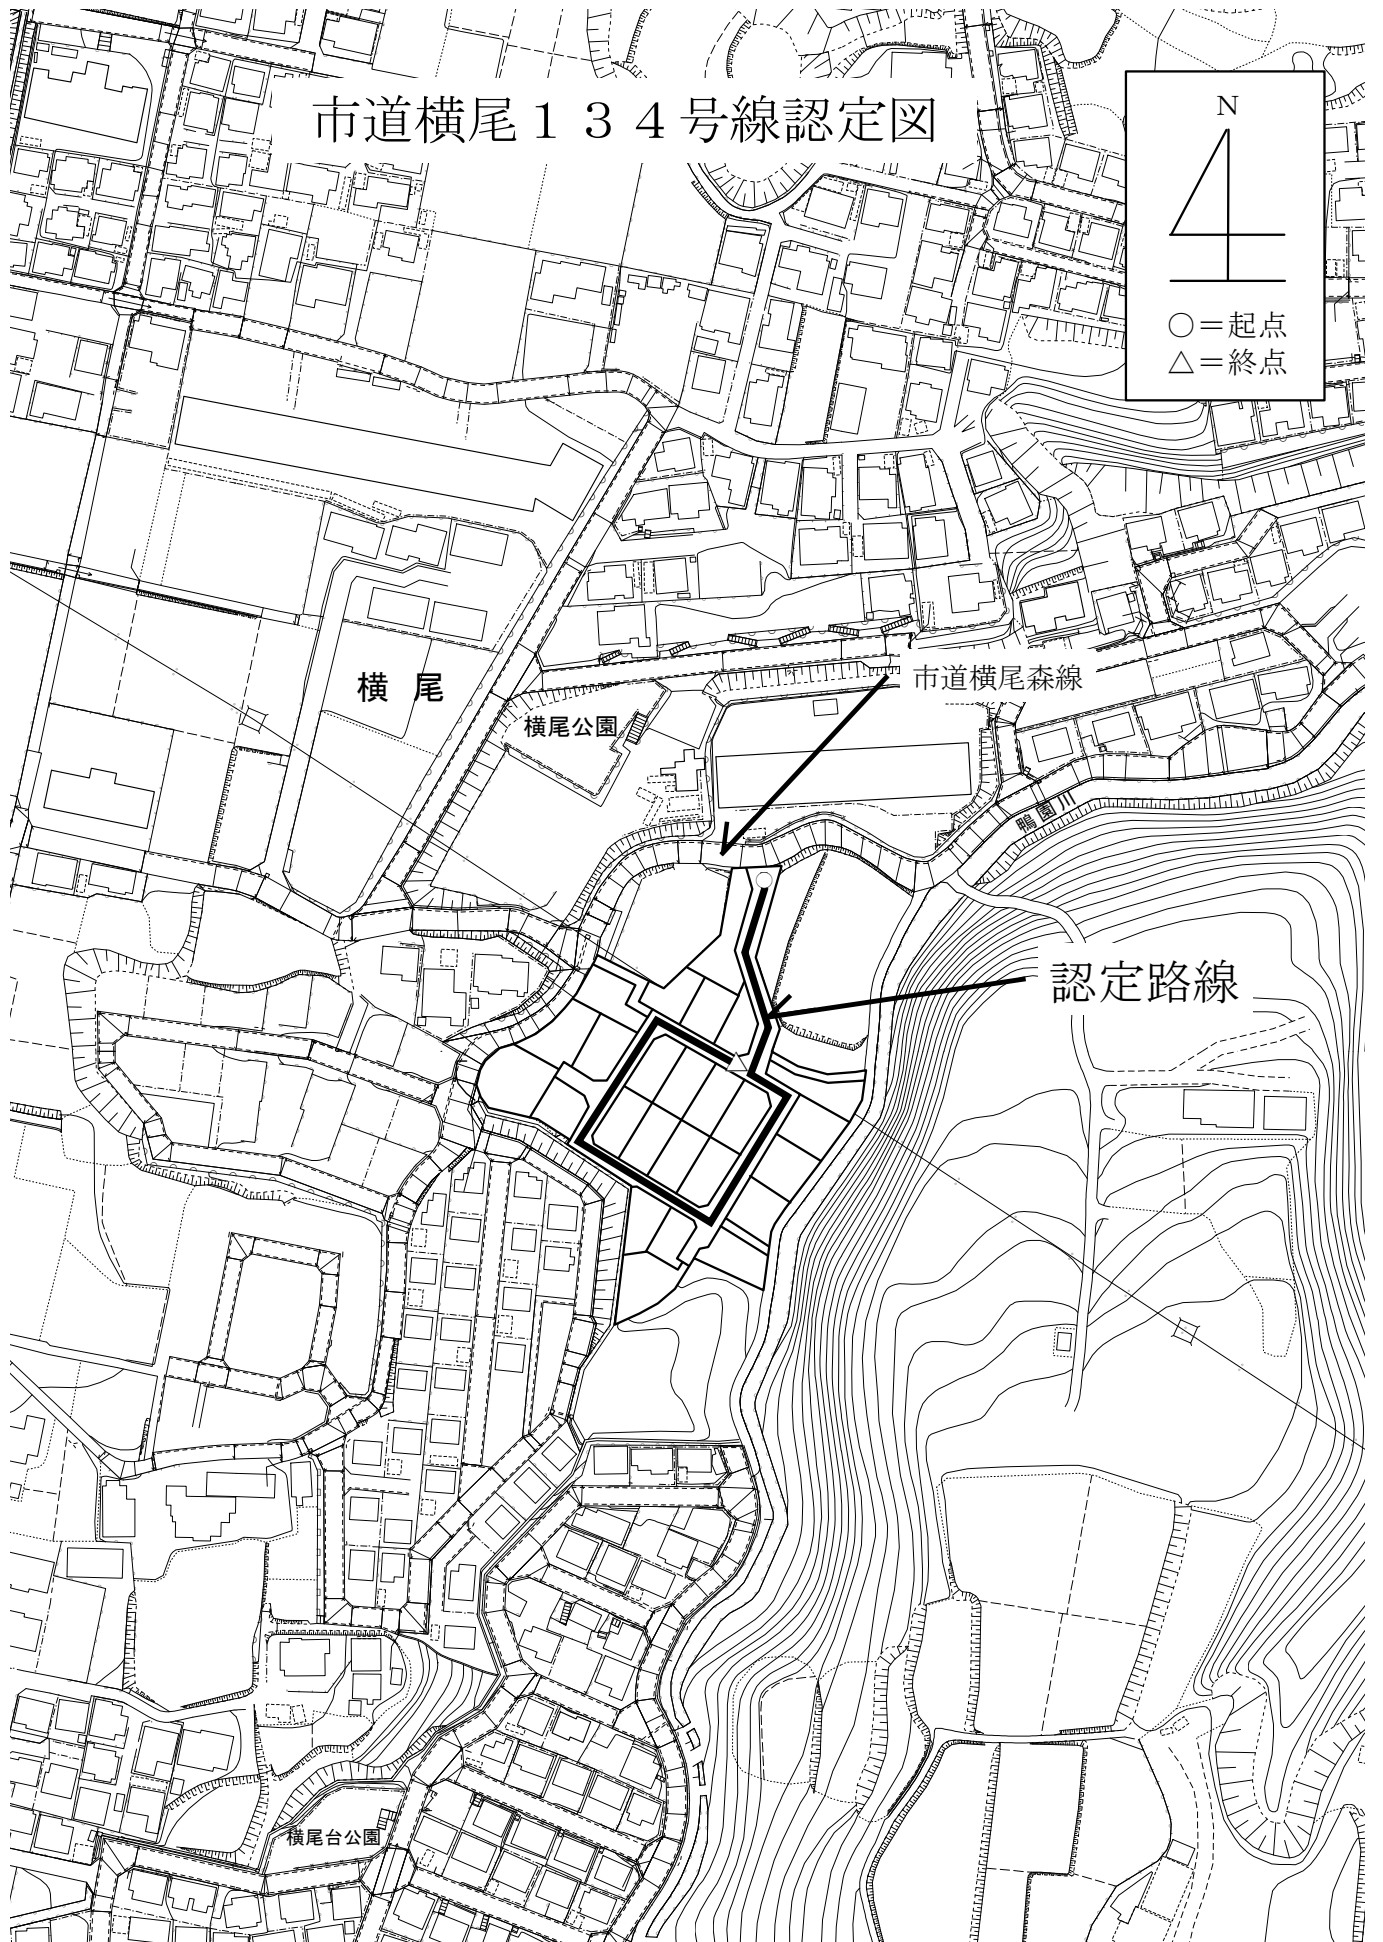 市道横尾１３４号線認定図
N
○＝起点
△＝終点
市道横尾森線
横 尾
横尾公園
鴨園川
認定路線
横尾台公園